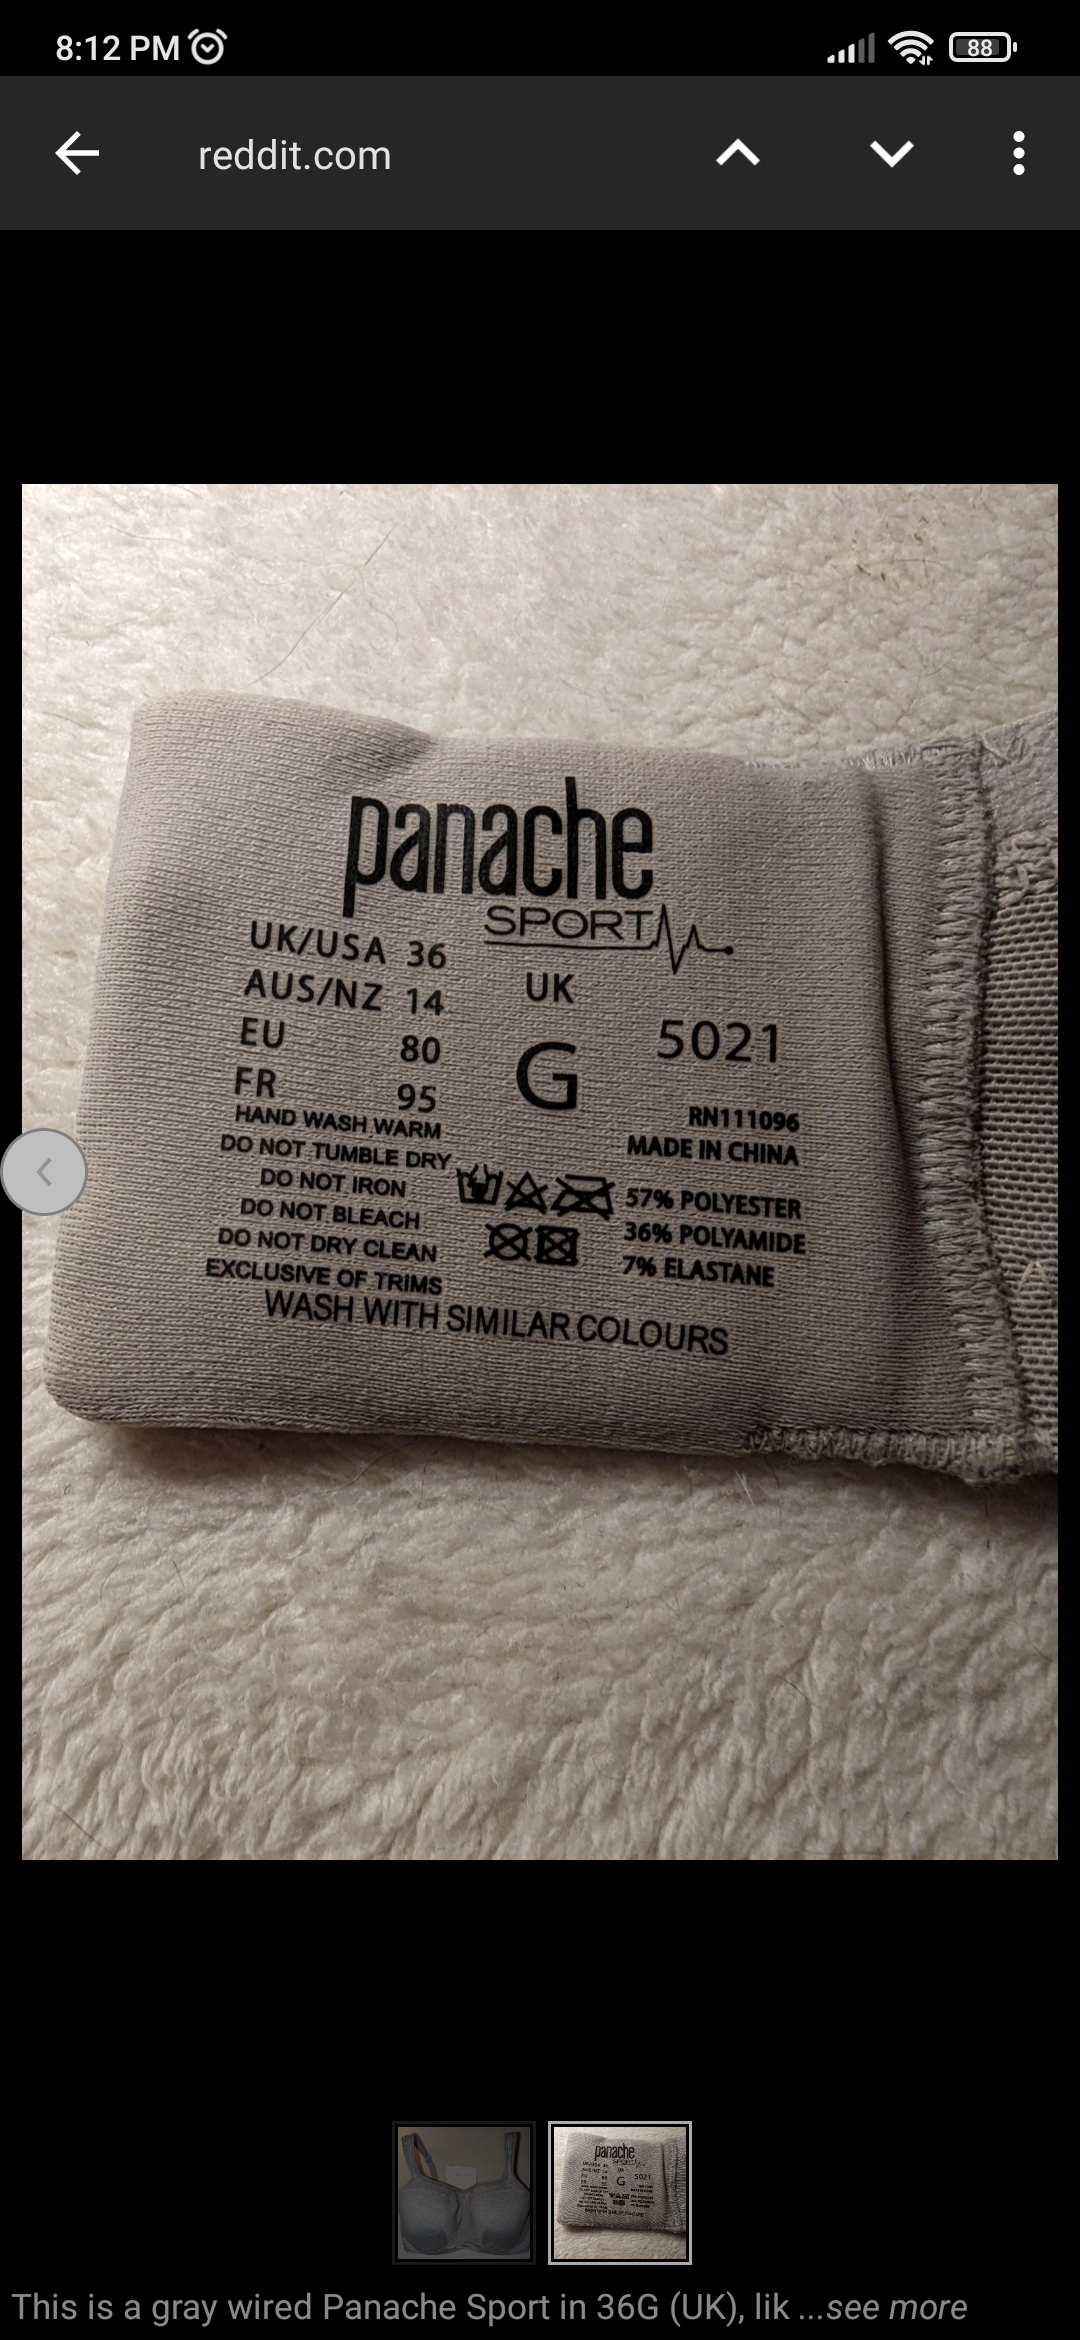 8:12 PM
88
reddit.com
panache
SPORT
UK/USA 36
AUS/NZ 14
EU 80
FR 95
UK
G
5021
HAND WASH WARM
DO NOT TUMBLE DRY
DO NOT IRON
DO NOT BLEACH
DO NOT DRY CLEAN
EXCLUSIVE OF TRIMS
RN111096
MADE IN CHINA
57% POLYESTER
36% POLYAMIDE
7% ELASTANE
WASH WITH SIMILAR COLOURS
panache
G
5021
This is a gray wired Panache Sport in 36G (UK), lik ...see more